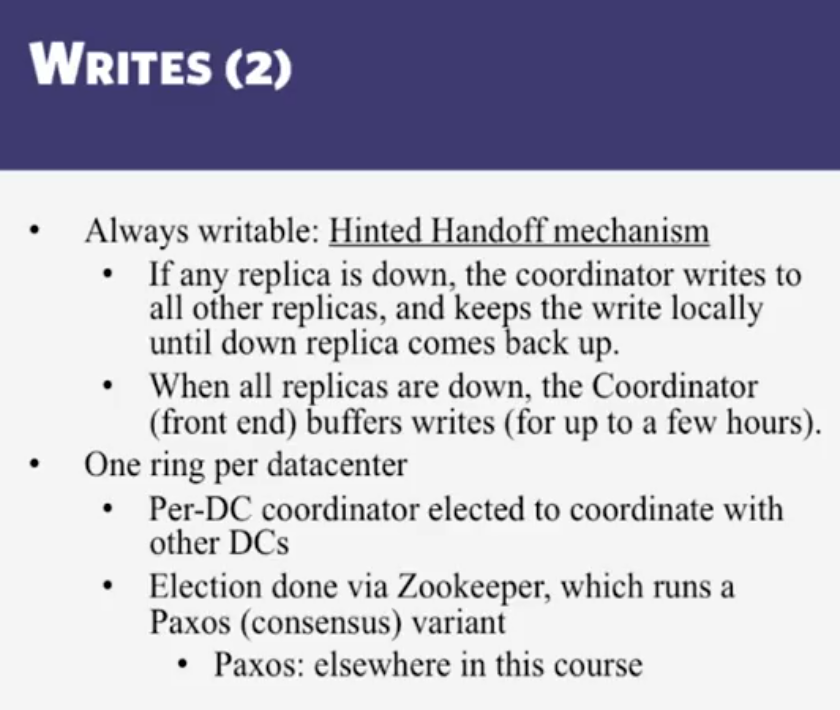 WRITES (2)
• Always writable: Hinted Handoff mechanism
• If any replica is down, the coordinator writes to
all other replicas, and keeps the write locally
until down replica comes back up.
• When all replicas are down, the Coordinator
(front end) buffers writes (for up to a few hours).
• One ring per datacenter
• Per-DC coordinator elected to coordinate with
other DCs
• Election done via Zookeeper, which runs a
Paxos (consensus) variant
• Paxos: elsewhere in this course